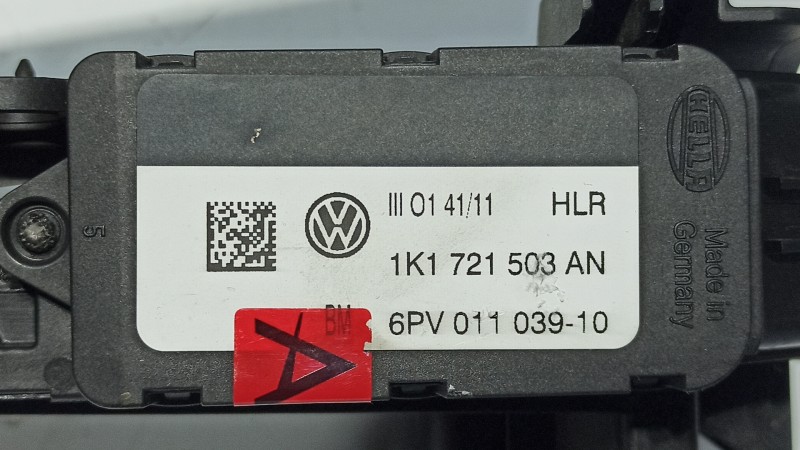 III 01 41/11 HLR
1K1 721 503 AN
BM 6PV 011 039-10
A
5
HELLA
Made in
Germany